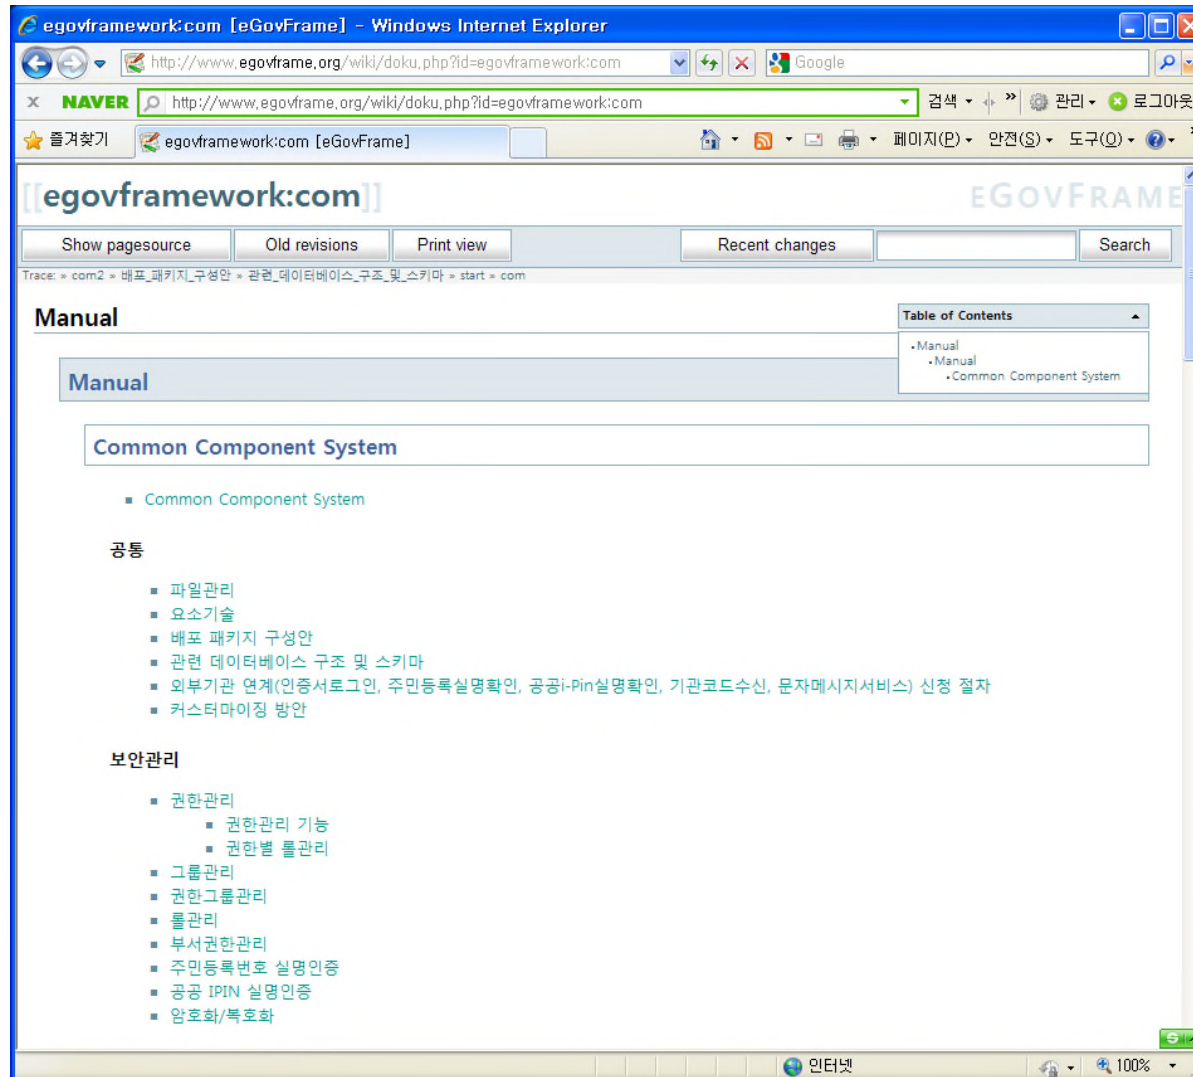 egovframework:com [eGovFrame] - Windows Internet Explorer
http://www.egovframe.org/wiki/doku.php?id=egovframework:com
Google
x NAVER http://www.egovframe.org/wiki/doku.php?id=egovframework:com 검색 » 관리 로그아웃
즐겨찾기 egovframework:com [eGovFrame] 페이지(P) 안전(S) 도구(O)
[[egovframework:com]] EGOVFRAME
Show pagesource Old revisions Print view Recent changes Search
Trace: » com2 » 배포_패키지_구성안 » 관련_데이터베이스_구조_및_스키마 » start » com
Manual
Table of Contents
Manual
Manual
Common Component System
Manual
Common Component System
Common Component System
공통
파일관리
요소기술
배포 패키지 구성안
관련 데이터베이스 구조 및 스키마
외부기관 연계(인증서로그인, 주민등록실명확인, 공공i-Pin실명확인, 기관코드수신, 문자메시지서비스) 신청 절차
커스터마이징 방안
보안관리
권한관리
권한관리 기능
권한별 롤관리
그룹관리
권한그룹관리
롤관리
부서권한관리
주민등록번호 실명인증
공공 IPIN 실명인증
암호화/복호화
인터넷 100%